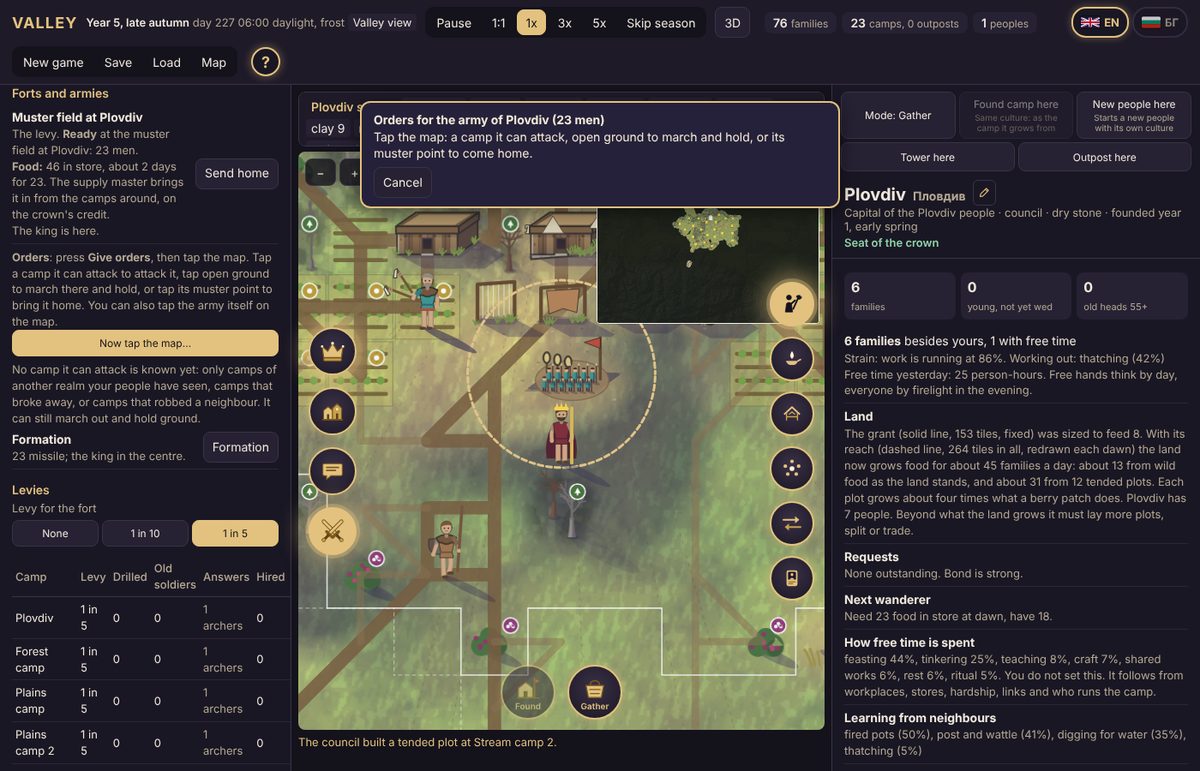 VALLEY
Year 5, late autumn day 227 06:00 daylight, frost
Valley view
Pause 1:1 1x 3x 5x Skip season
3D
76 families
23 camps, 0 outposts
1 peoples
EN
БГ
New game Save Load Map
?
Forts and armies
Muster field at Plovdiv
The levy. Ready at the muster
field at Plovdiv: 23 men.
Food: 46 in store, about 2 days
for 23. The supply master brings
it in from the camps around, on
the crown's credit.
The king is here.
Send home
Orders: press Give orders, then tap the map. Tap
a camp it can attack to attack it, tap open ground
to march there and hold, or tap its muster point to
bring it home. You can also tap the army itself on
the map.
Now tap the map...
No camp it can attack is known yet: only camps of
another realm your people have seen, camps that
broke away, or camps that robbed a neighbour. It
can still march out and hold ground.
Formation
23 missile; the king in the centre.
Formation
Levies
Levy for the fort
None
1 in 10
1 in 5
Camp Levy Drilled Old soldiers Answers Hired
Plovdiv 1 in 5 0 0 1 archers 0
Forest camp 1 in 5 0 0 1 archers 0
Plains camp 1 in 5 0 0 1 archers 0
Plains camp 2 1 in 5 0 0 1 archers 0
Plovdiv s
clay 9
Orders for the army of Plovdiv (23 men)
Tap the map: a camp it can attack, open ground to march and hold, or its
muster point to come home.
Cancel
−
+
Found
Gather
The council built a tended plot at Stream camp 2.
Mode: Gather
Found camp here
Same culture: as the
camp it grows from
New people here
Starts a new people
with its own culture
Tower here
Outpost here
Plovdiv Пловдив
Capital of the Plovdiv people · council · dry stone · founded year
1, early spring
Seat of the crown
6
families
0
young, not yet wed
0
old heads 55+
6 families besides yours, 1 with free time
Strain: work is running at 86%. Working out: thatching (42%)
Free time yesterday: 25 person-hours. Free hands think by day,
everyone by firelight in the evening.
Land
The grant (solid line, 153 tiles, fixed) was sized to feed 8. With its
reach (dashed line, 264 tiles in all, redrawn each dawn) the land
now grows food for about 45 families a day: about 13 from wild
food as the land stands, and about 31 from 12 tended plots. Each
plot grows about four times what a berry patch does. Plovdiv has
7 people. Beyond what the land grows it must lay more plots,
split or trade.
Requests
None outstanding. Bond is strong.
Next wanderer
Need 23 food in store at dawn, have 18.
How free time is spent
feasting 44%, tinkering 25%, teaching 8%, craft 7%, shared
works 6%, rest 6%, ritual 5%. You do not set this. It follows from
workplaces, stores, hardship, links and who runs the camp.
Learning from neighbours
fired pots (50%), post and wattle (41%), digging for water (35%),
thatching (5%)